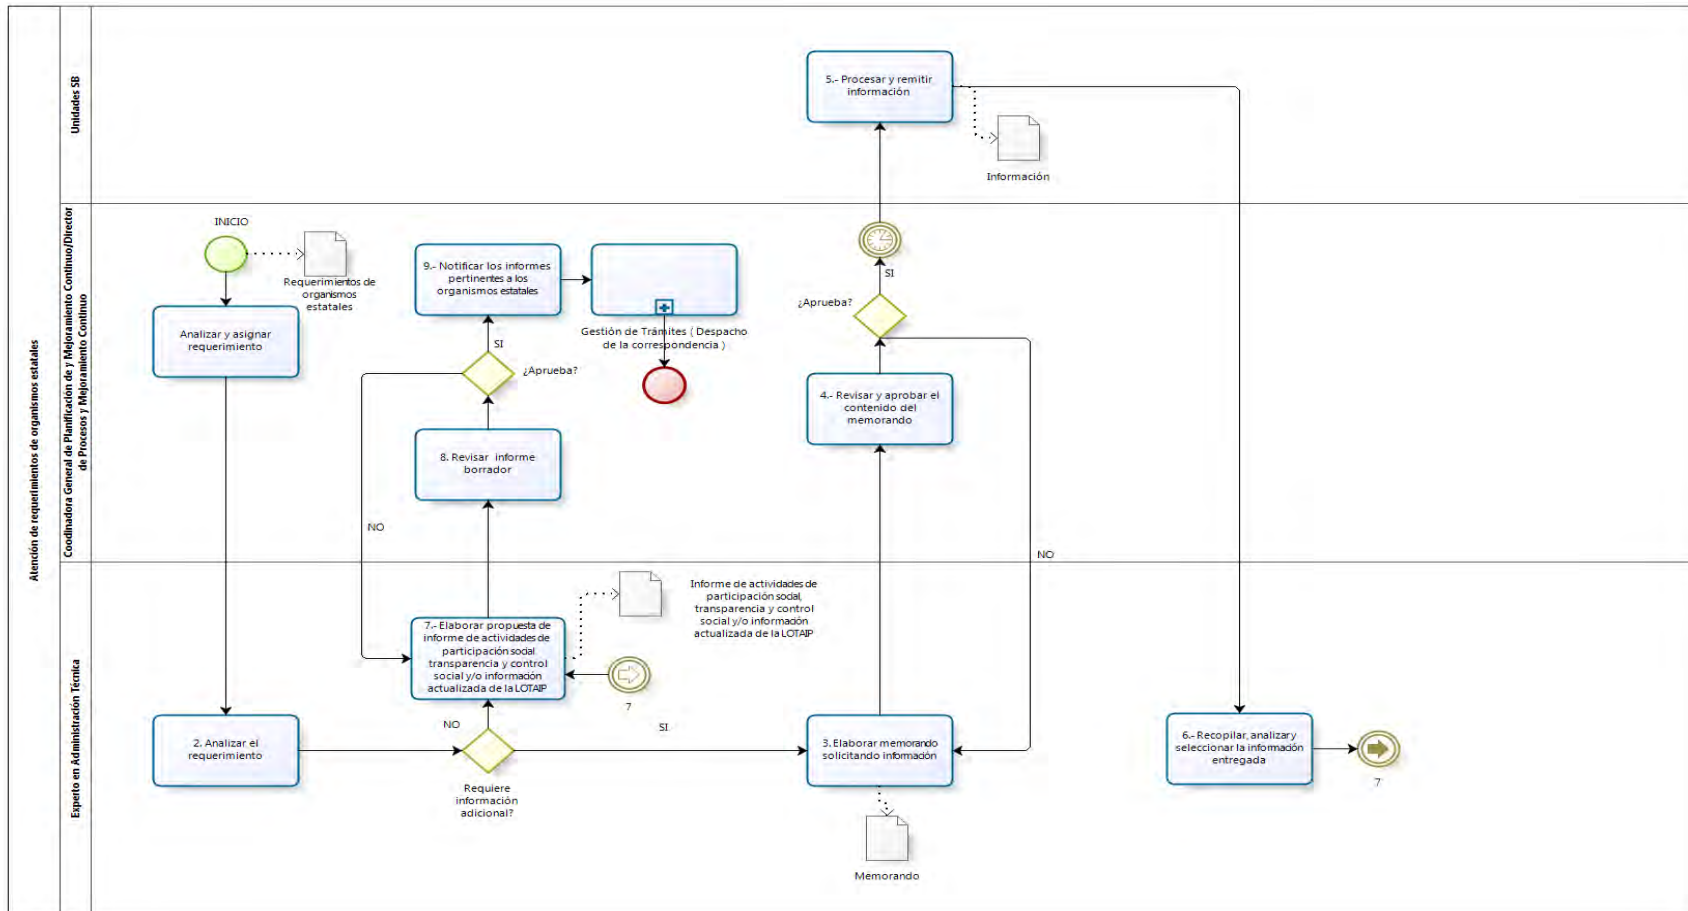 Atención de requerimientos de organismos estatales
Unidades SB
5.- Procesar y remitir
información
Información
Coodinadora General de Planificación de y Mejoramiento Continuo/Director
de Procesos y Mejoramiento Continuo
INICIO
Requerimientos de
organismos
estatales
Analizar y asignar
requerimiento
9.- Notificar los informes
pertinentes a los
organismos estatales
Gestión de Trámites ( Despacho
de la correspondencia )
SI
¿Aprueba?
8. Revisar informe
borrador
NO
SI
¿Aprueba?
4.- Revisar y aprobar el
contenido del
memorando
NO
Experto en Administración Técnica
2. Analizar el
requerimiento
7.- Elaborar propuesta de
informe de actividades de
participación social
transparencia y control
social y/o información
actualizada de la LOTAIP
Informe de actividades de
participación social,
transparencia y control
social y/o información
actualizada de la LOTAIP
7
NO
SI
Requiere
información
adicional?
3. Elaborar memorando
solicitando información
Memorando
6.- Recopilar, analizar y
seleccionar la información
entregada
7